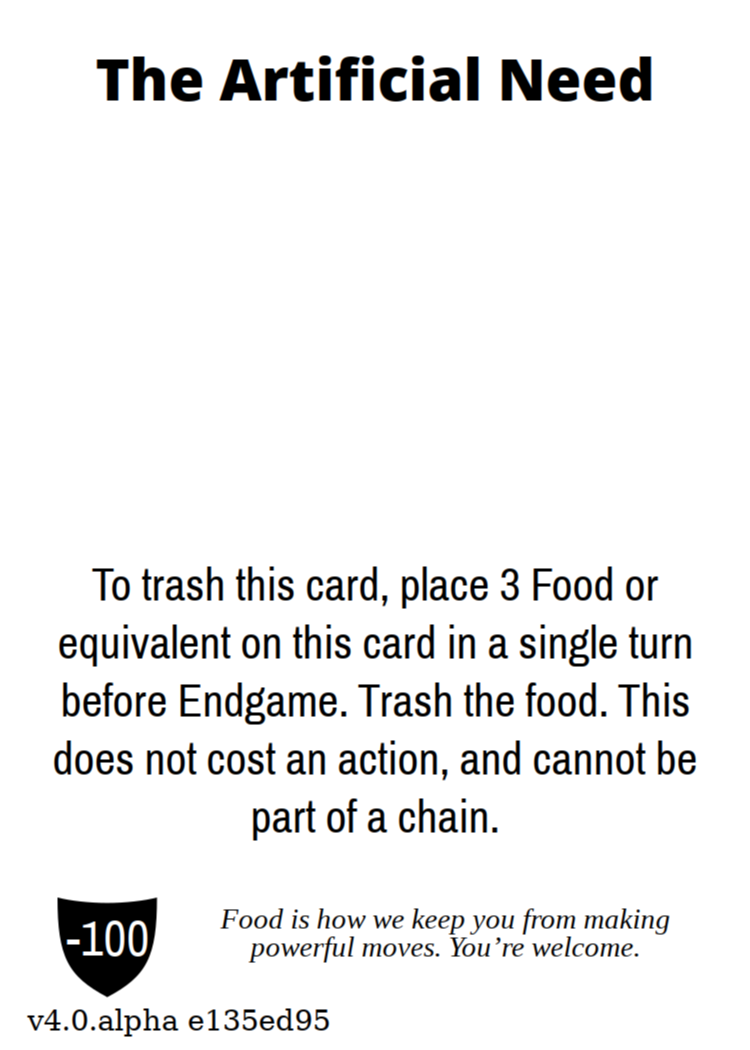 The Artificial Need
To trash this card, place 3 Food or
equivalent on this card in a single turn
before Endgame. Trash the food. This
does not cost an action, and cannot be
part of a chain.
-100
Food is how we keep you from making
powerful moves. You’re welcome.
v4.0.alpha e135ed95